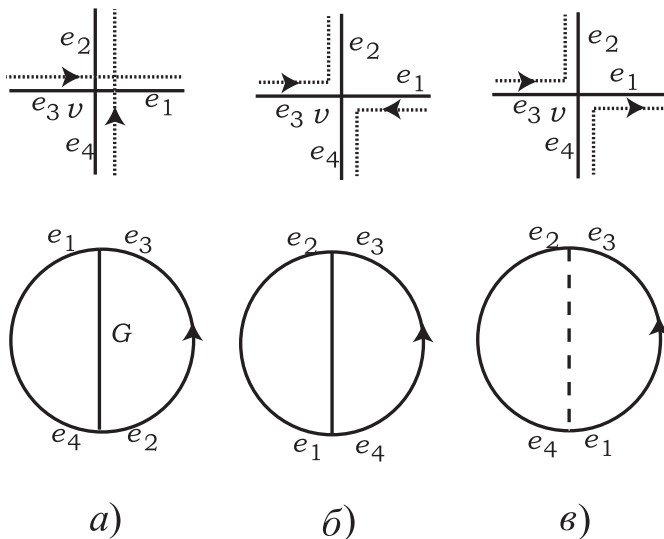 e₂ e₃ v e₁ e₄
e₂ e₁ e₃ v e₄
e₂ e₁ e₃ v e₄
e₁ e₃ G e₄ e₂
e₂ e₃ e₁ e₄
e₂ e₃ e₄ e₁
а) б) в)